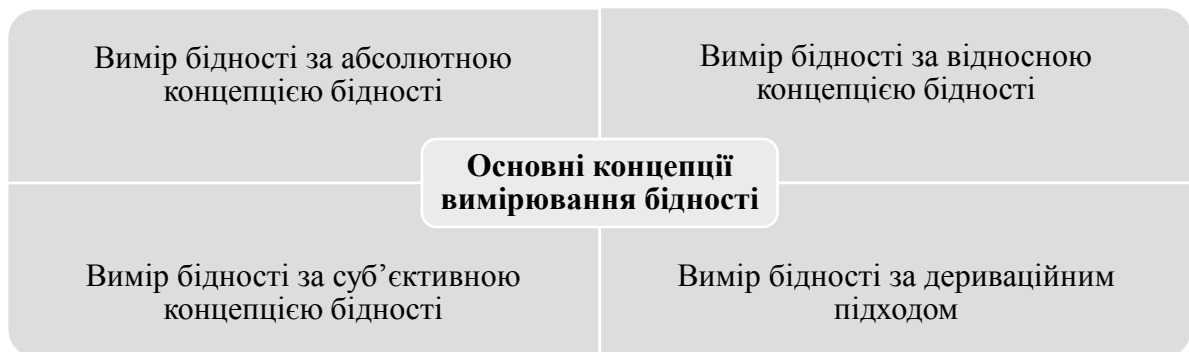 Вимір бідності за абсолютною
концепцією бідності
Вимір бідності за відносною
концепцією бідності
Основні концепції
вимірювання бідності
Вимір бідності за суб’єктивною
концепцією бідності
Вимір бідності за дериваційним
підходом